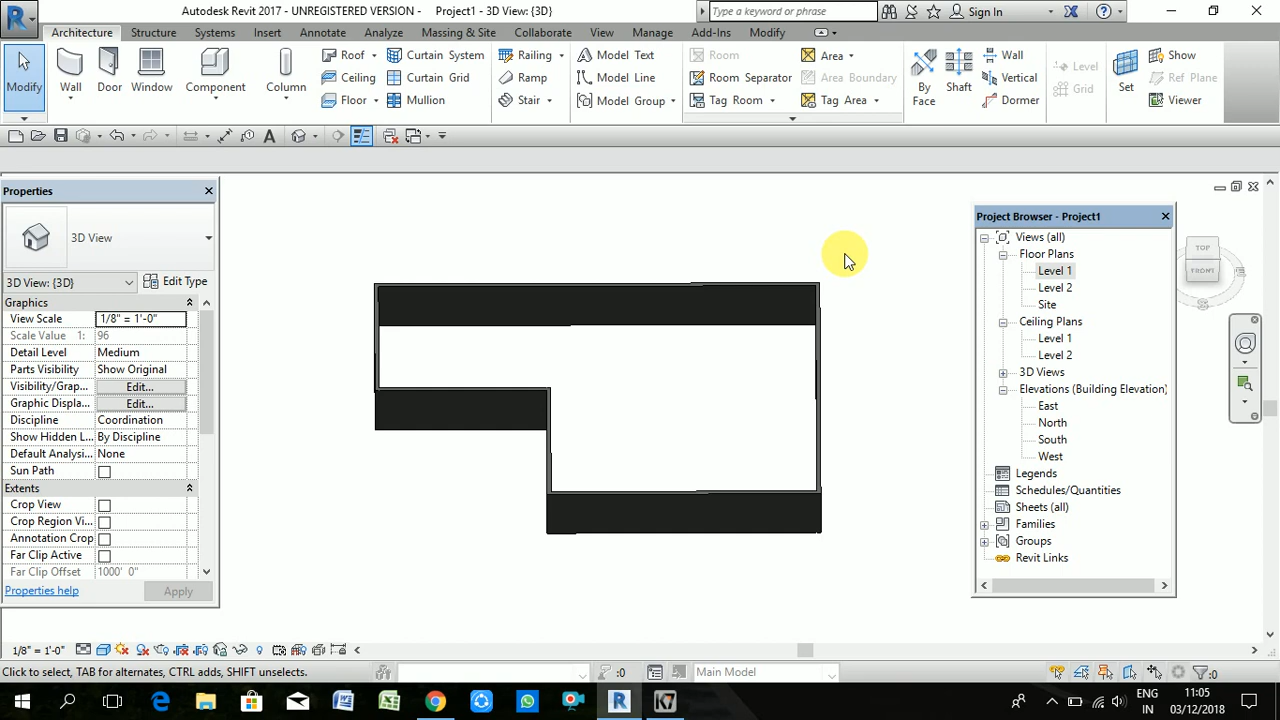 Autodesk Revit 2017 - UNREGISTERED VERSION - Project1 - 3D View: {3D}
Type a keyword or phrase
Sign In
Architecture Structure Systems Insert Annotate Analyze Massing & Site Collaborate View Manage Add-Ins Modify
Modify
Wall
Door
Window
Component
Column
Roof
Ceiling
Floor
Curtain System
Curtain Grid
Mullion
Railing
Ramp
Stair
Model Text
Model Line
Model Group
Room
Room Separator
Tag Room
Area
Area Boundary
Tag Area
By
Face
Shaft
Wall
Vertical
Dormer
Level
Grid
Set
Show
Ref Plane
Viewer
Properties
3D View
3D View: {3D}
Edit Type
Graphics
View Scale 1/8" = 1'-0"
Scale Value 1: 96
Detail Level Medium
Parts Visibility Show Original
Visibility/Grap... Edit...
Graphic Displa... Edit...
Discipline Coordination
Show Hidden L... By Discipline
Default Analysi... None
Sun Path
Extents
Crop View
Crop Region Vi...
Annotation Crop
Far Clip Active
Far Clip Offset 1000' 0"
Properties help
Apply
Project Browser - Project1
Views (all)
Floor Plans
Level 1
Level 2
Site
Ceiling Plans
Level 1
Level 2
3D Views
Elevations (Building Elevation)
East
North
South
West
Legends
Schedules/Quantities
Sheets (all)
Families
Groups
Revit Links
TOP
FRONT
1/8" = 1'-0"
Click to select, TAB for alternates, CTRL adds, SHIFT unselects.
:0
Main Model
:0
ENG
IN
11:05
03/12/2018